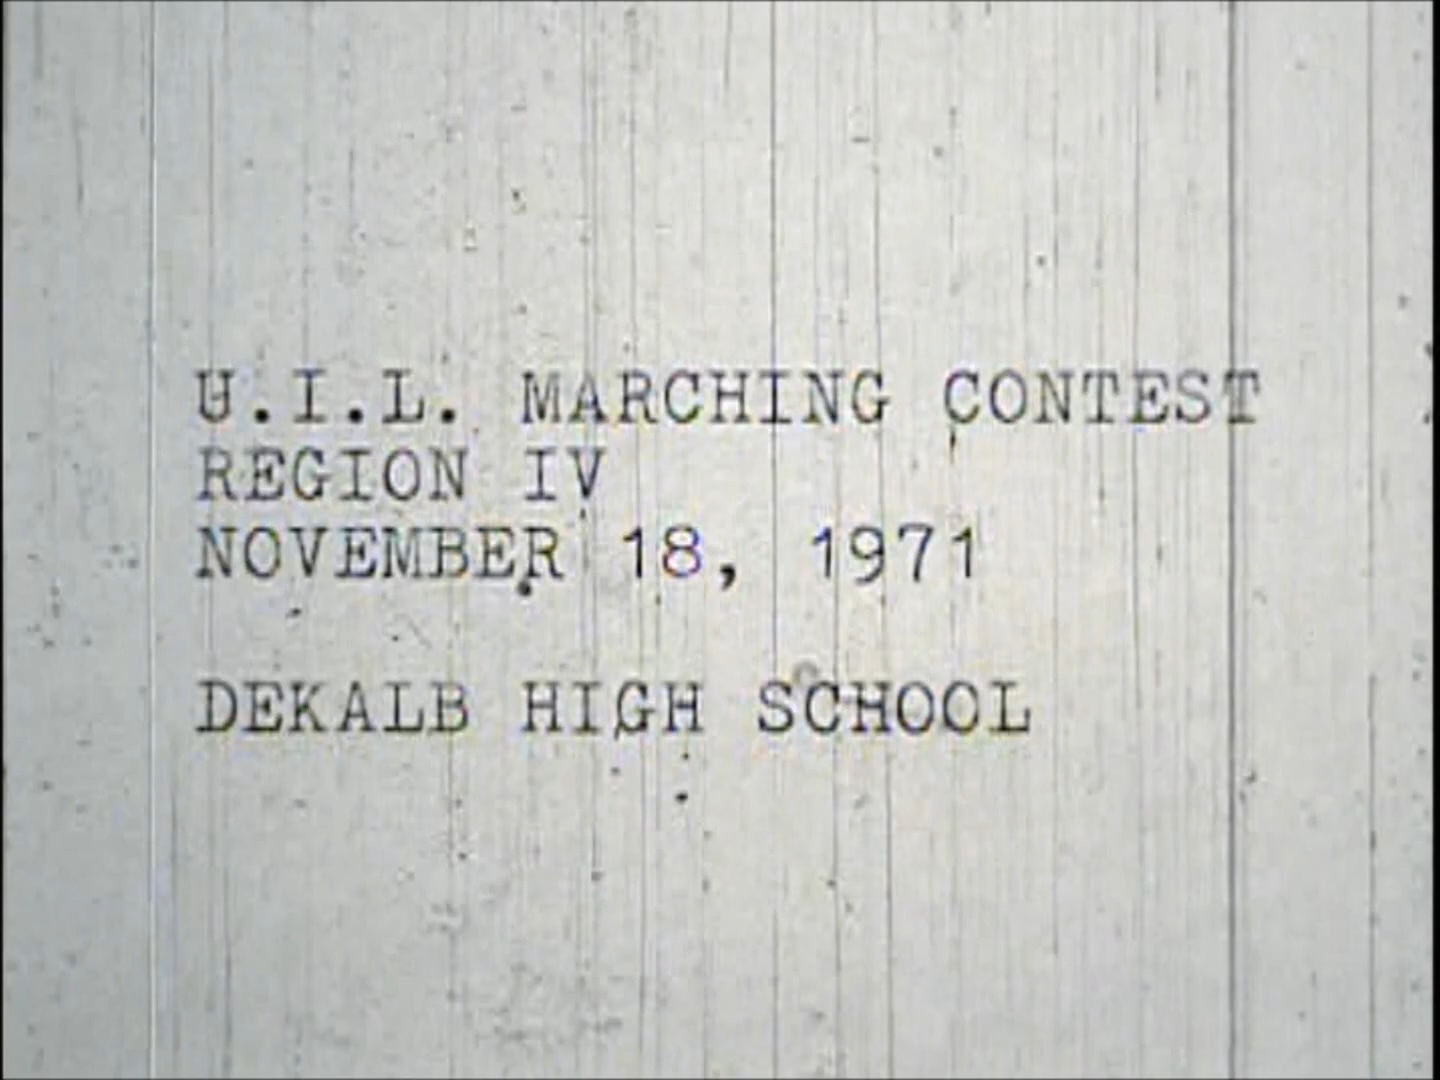 U.I.L. MARCHING CONTEST
REGION IV
NOVEMBER 18, 1971
DEKALB HIGH SCHOOL